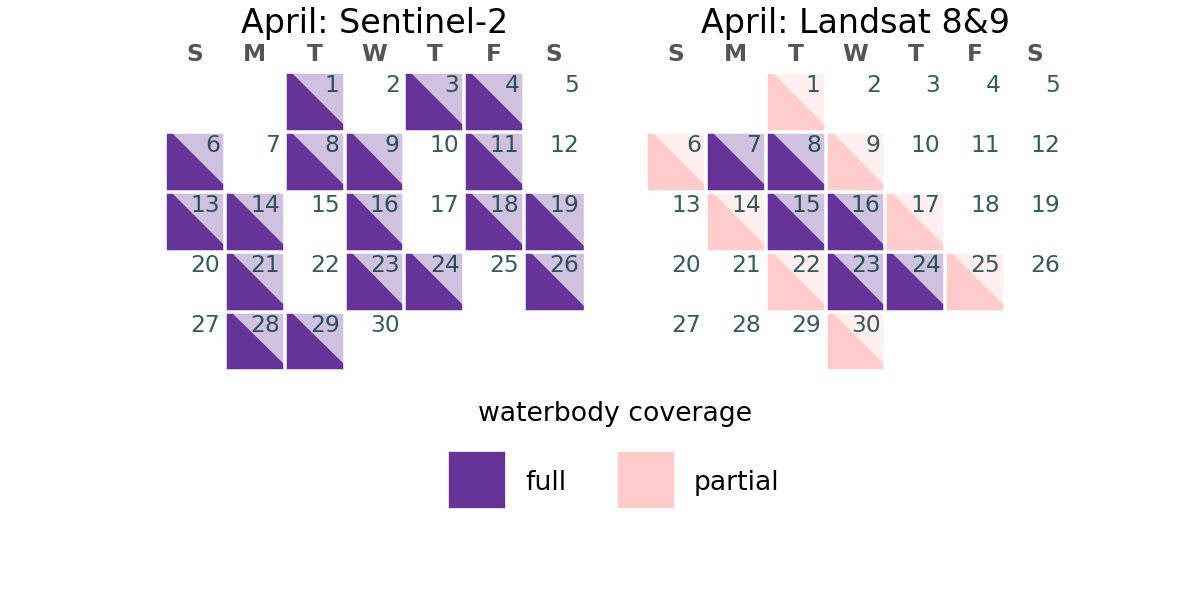 April: Sentinel-2
S M T W T F S
1 2 3 4 5
6 7 8 9 10 11 12
13 14 15 16 17 18 19
20 21 22 23 24 25 26
27 28 29 30
April: Landsat 8&9
S M T W T F S
1 2 3 4 5
6 7 8 9 10 11 12
13 14 15 16 17 18 19
20 21 22 23 24 25 26
27 28 29 30
waterbody coverage
full
partial